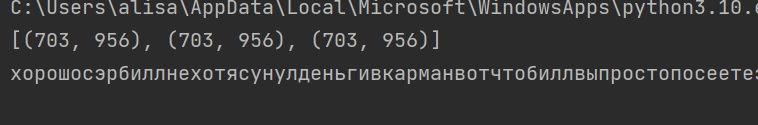 C:\Users\alisa\AppData\Local\Microsoft\WindowsApps\python3.10.e
[(703, 956), (703, 956), (703, 956)]
хорошосэрбиллнехотясунулденьгивкарманвотчтобиллвыпростопосеете